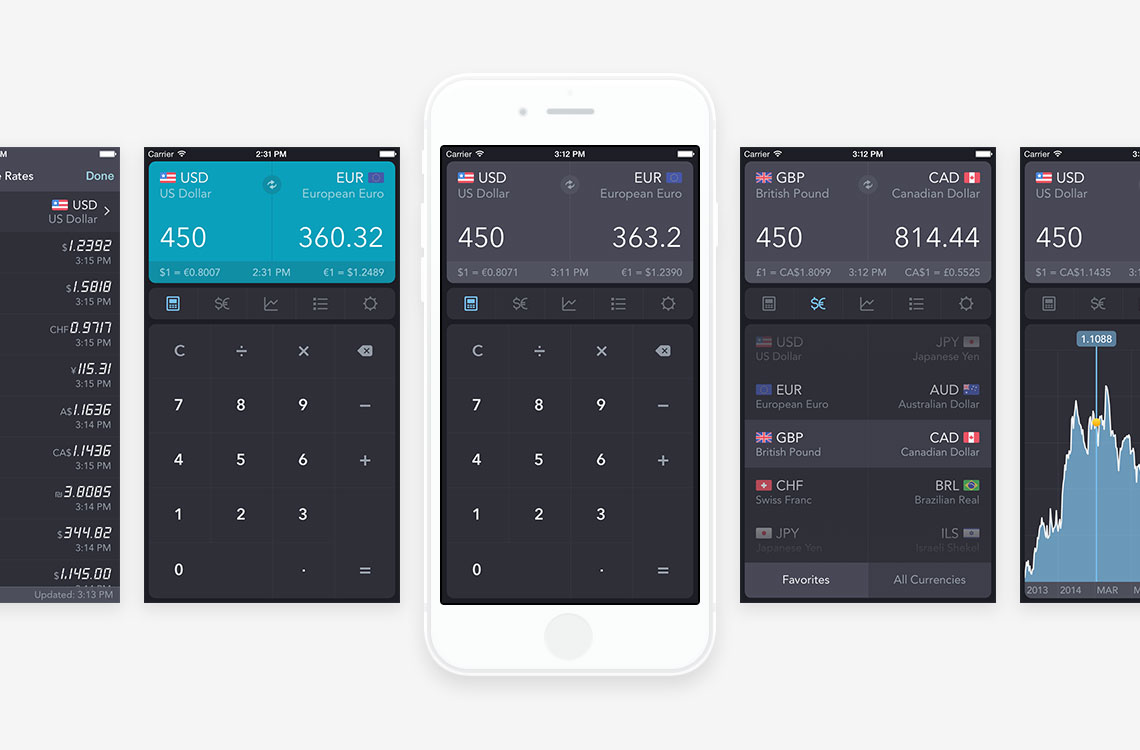 M
e Rates Done
USD
US Dollar
$1.2392
3:15 PM
$1.5818
3:15 PM
CHF0.9717
3:15 PM
¥115.31
3:15 PM
A$1.1636
3:14 PM
CA$1.1436
3:15 PM
₪3.8085
3:14 PM
$344.82
3:14 PM
$1,145.00
3:14 PM
Updated: 3:13 PM
Carrier 2:31 PM
USD EUR
US Dollar European Euro
450 360.32
$1 = €0.8007 2:31 PM €1 = $1.2489
$€
C ÷ ×
7 8 9 −
4 5 6 +
1 2 3
0 . =
Carrier 3:12 PM
USD EUR
US Dollar European Euro
450 363.2
$1 = €0.8071 3:11 PM €1 = $1.2390
$€
C ÷ ×
7 8 9 −
4 5 6 +
1 2 3
0 . =
Carrier 3:12 PM
GBP CAD
British Pound Canadian Dollar
450 814.44
£1 = CA$1.8099 3:12 PM CA$1 = £0.5525
$€
USD JPY
US Dollar Japanese Yen
EUR AUD
European Euro Australian Dollar
GBP CAD
British Pound Canadian Dollar
CHF BRL
Swiss Franc Brazilian Real
JPY ILS
Japanese Yen Israeli Shekel
Favorites All Currencies
Carrier 3:
USD
US Dollar
450
$1 = CA$1.1435 3:1
$€
1.1088
2013 2014 MAR M